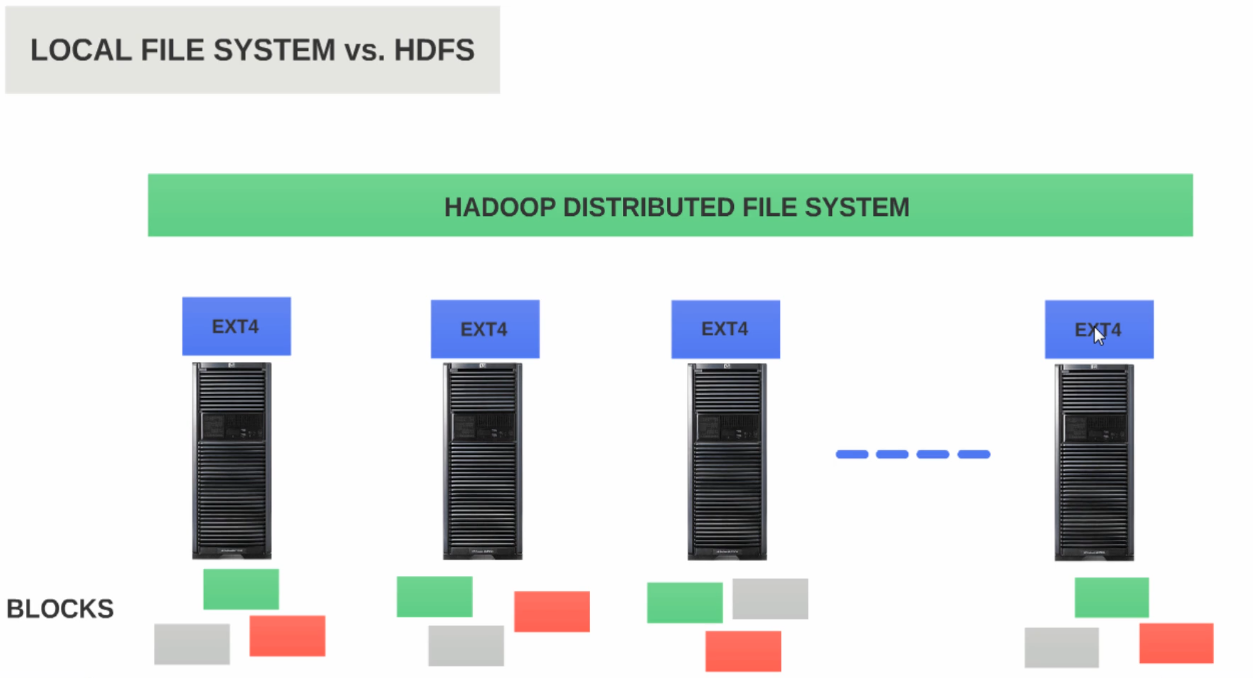 LOCAL FILE SYSTEM vs. HDFS
HADOOP DISTRIBUTED FILE SYSTEM
EXT4
EXT4
EXT4
EXT4
BLOCKS